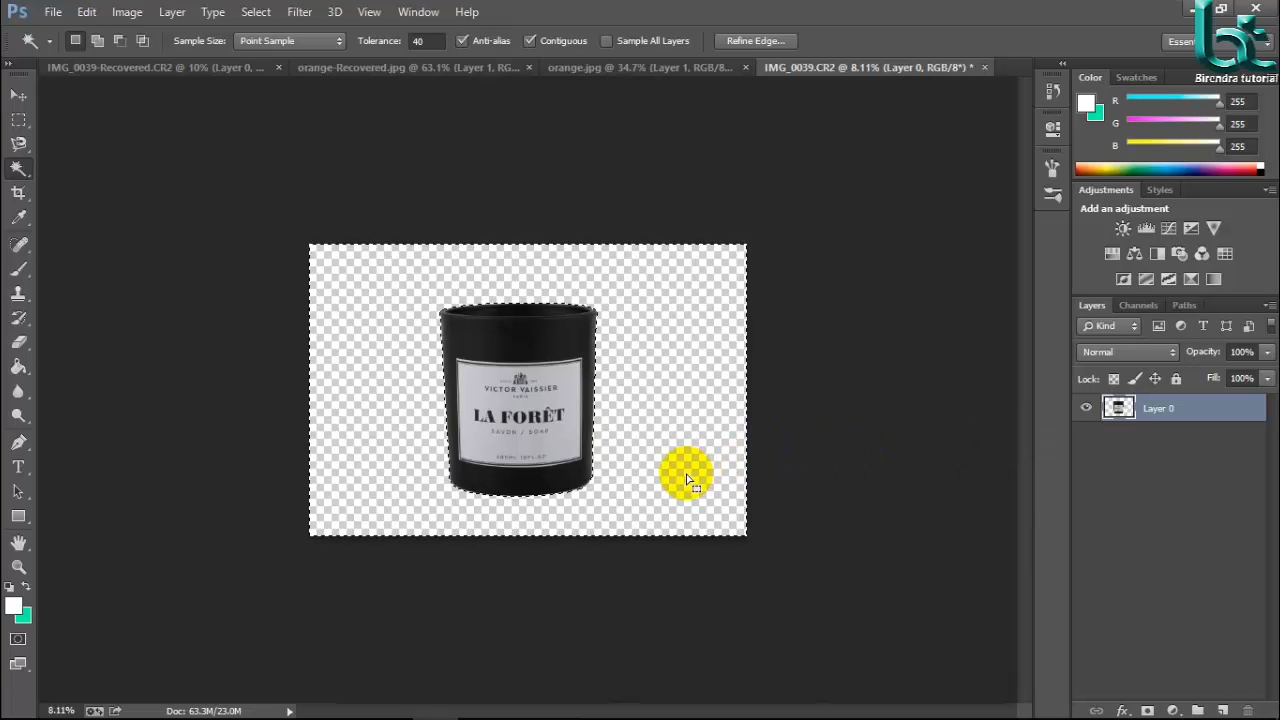 Ps File Edit Image Layer Type Select Filter 3D View Window Help
Sample Size: Point Sample Tolerance: 40 Anti-alias Contiguous Sample All Layers Refine Edge... Essen
IMG_0039-Recovered.CR2 @ 10% (Layer 0, ... × orange-Recovered.jpg @ 63.1% (Layer 1, RG... × orange.jpg @ 34.7% (Layer 1, RGB/8... × IMG_0039.CR2 @ 8.11% (Layer 0, RGB/8*) * ×
bt
Birendra tutorial
Color Swatches
R 255
G 255
B 255
Adjustments Styles
Add an adjustment
Layers Channels Paths
Kind
Normal Opacity: 100%
Lock: Fill: 100%
Layer 0
VICTOR VAISSIER
PARIS
LA FORÊT
SAVON / SOAP
8.11% Doc: 63.3M/23.0M